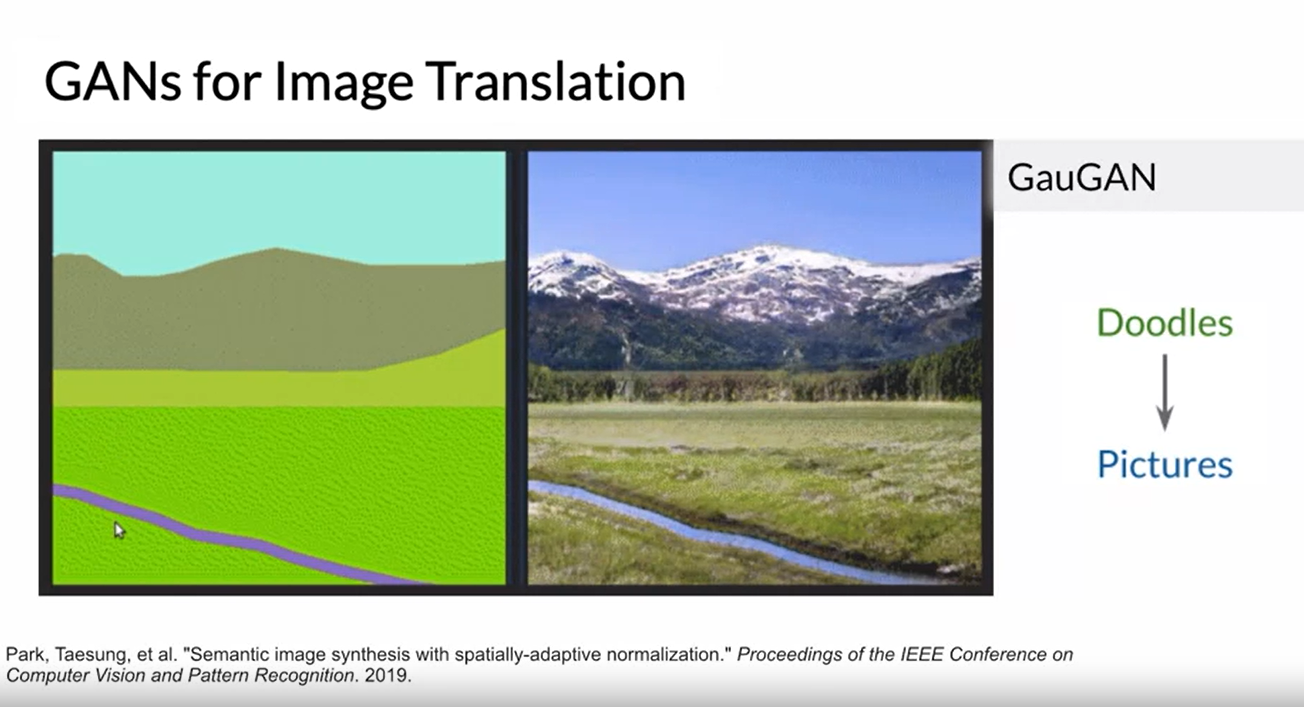 GANs for Image Translation
GauGAN
Doodles
Pictures
Park, Taesung, et al. "Semantic image synthesis with spatially-adaptive normalization." Proceedings of the IEEE Conference on
Computer Vision and Pattern Recognition. 2019.